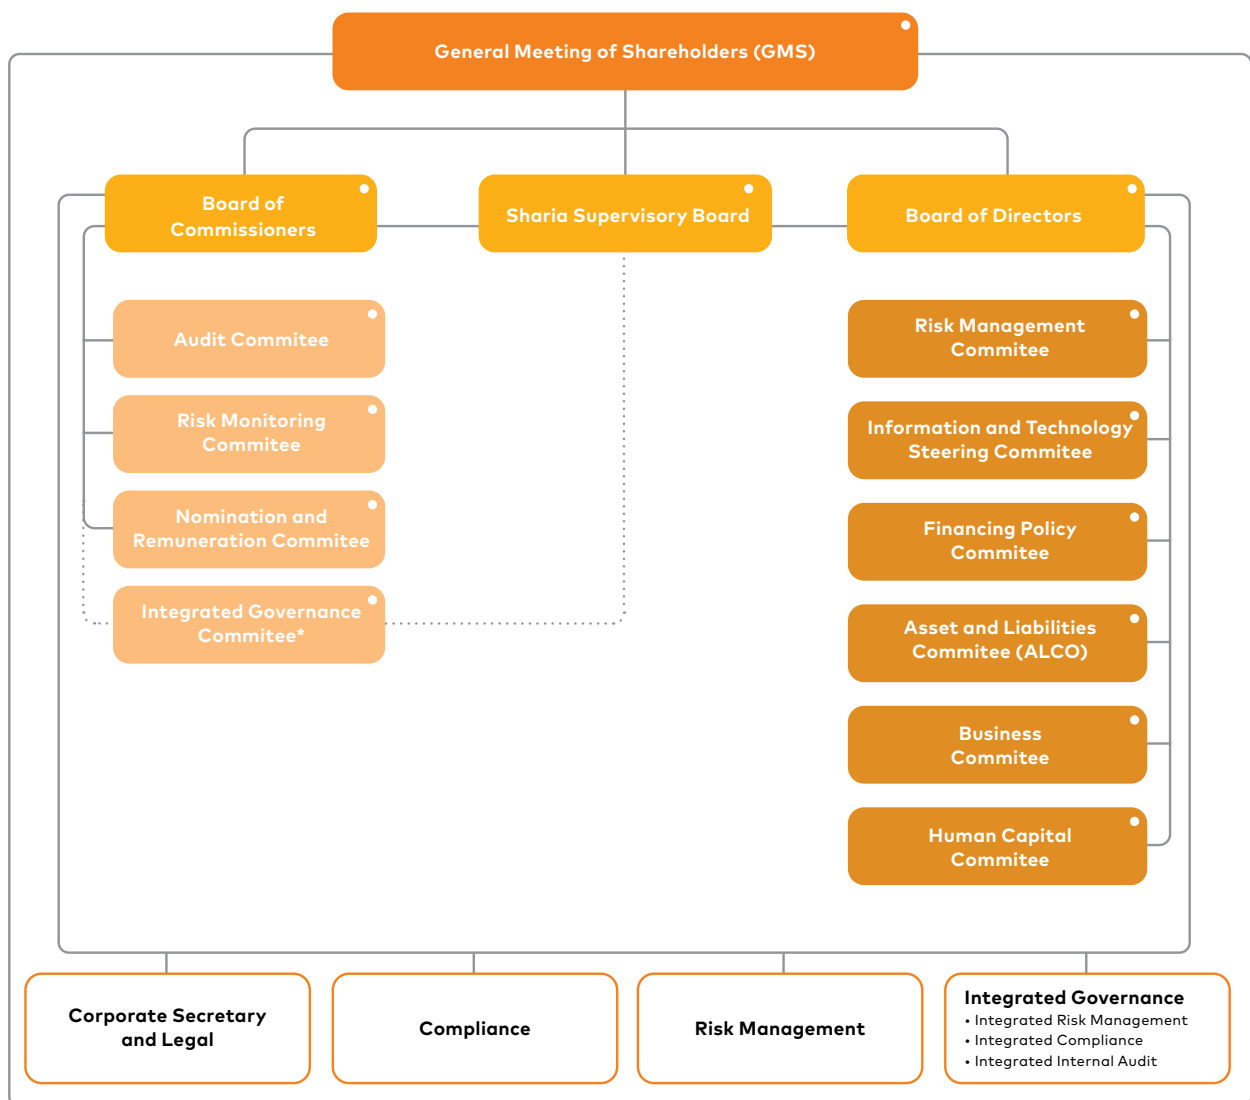 General Meeting of Shareholders (GMS)
Board of
Commissioners
Sharia Supervisory Board
Board of Directors
Audit Commitee
Risk Monitoring
Commitee
Nomination and
Remuneration Commitee
Integrated Governance
Commitee*
Risk Management
Commitee
Information and Technology
Steering Commitee
Financing Policy
Commitee
Asset and Liabilities
Commitee (ALCO)
Business
Commitee
Human Capital
Commitee
Corporate Secretary
and Legal
Compliance
Risk Management
Integrated Governance
• Integrated Risk Management
• Integrated Compliance
• Integrated Internal Audit